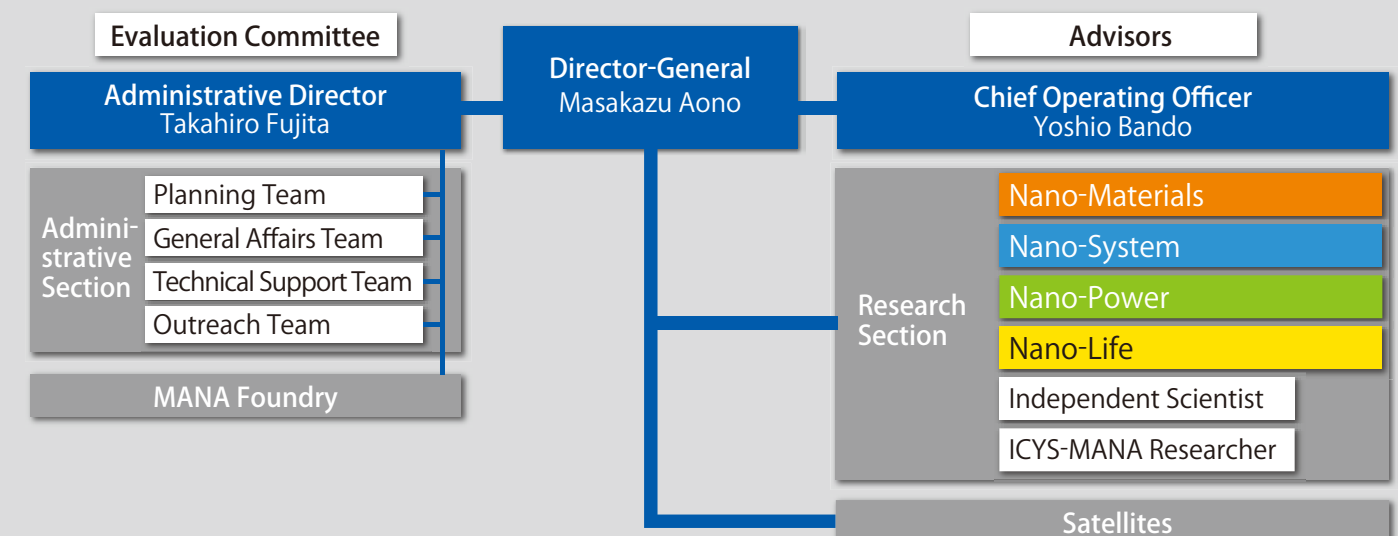 Evaluation Committee
Administrative Director
Takahiro Fujita
Admini-
strative
Section
Planning Team
General Affairs Team
Technical Support Team
Outreach Team
MANA Foundry
Director-General
Masakazu Aono
Advisors
Chief Operating Officer
Yoshio Bando
Research
Section
Nano-Materials
Nano-System
Nano-Power
Nano-Life
Independent Scientist
ICYS-MANA Researcher
Satellites